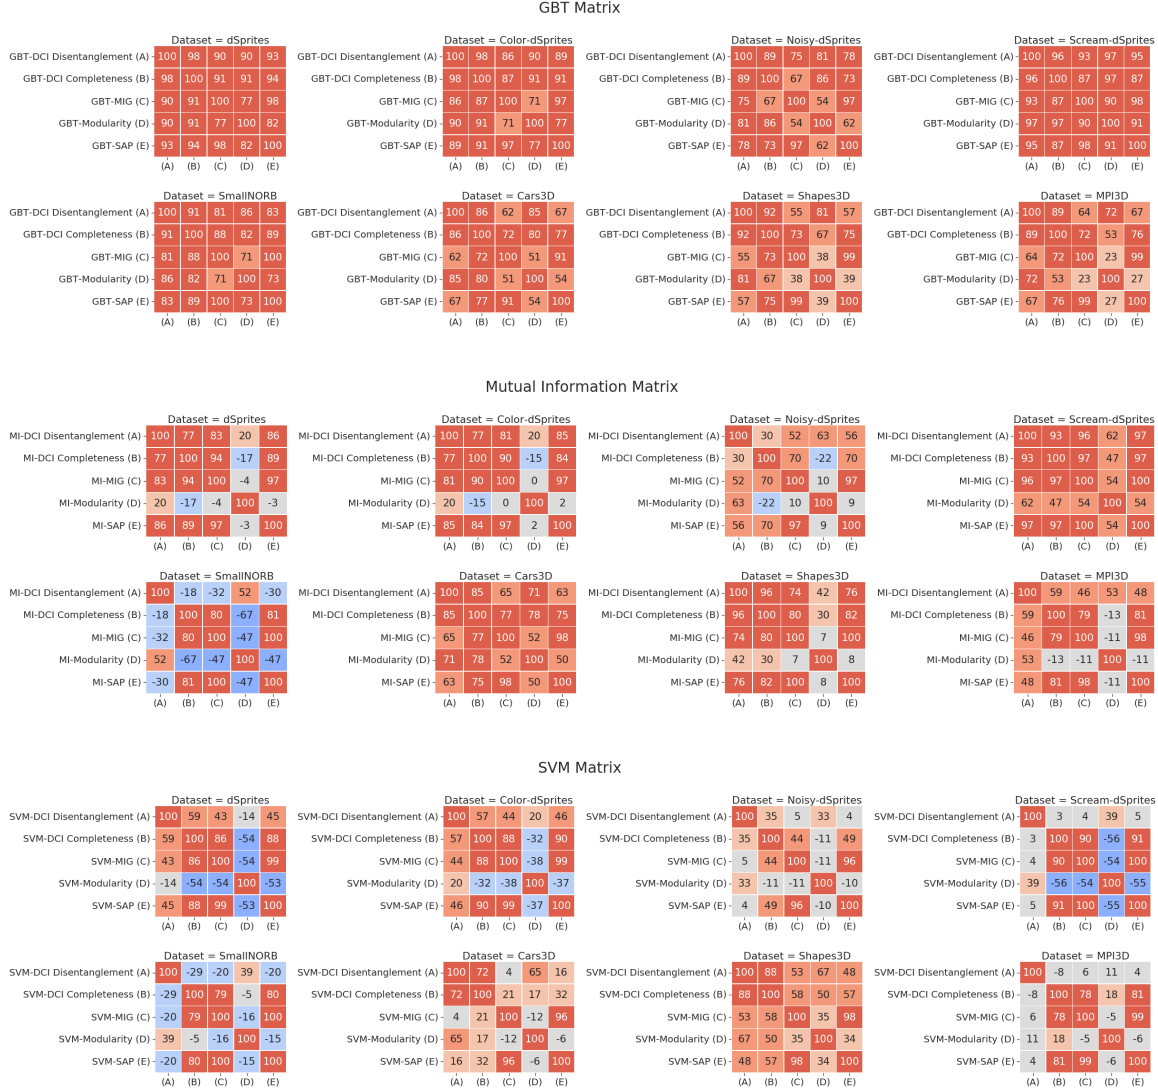 GBT Matrix
Dataset = dSprites
GBT-DCI Disentanglement (A) 100 98 90 90 93
GBT-DCI Completeness (B) 98 100 91 91 94
GBT-MIG (C) 90 91 100 77 98
GBT-Modularity (D) 90 91 77 100 82
GBT-SAP (E) 93 94 98 82 100
(A) (B) (C) (D) (E)
Dataset = Color-dSprites
GBT-DCI Disentanglement (A) 100 98 86 90 89
GBT-DCI Completeness (B) 98 100 87 91 91
GBT-MIG (C) 86 87 100 71 97
GBT-Modularity (D) 90 91 71 100 77
GBT-SAP (E) 89 91 97 77 100
(A) (B) (C) (D) (E)
Dataset = Noisy-dSprites
GBT-DCI Disentanglement (A) 100 89 75 81 78
GBT-DCI Completeness (B) 89 100 67 86 73
GBT-MIG (C) 75 67 100 54 97
GBT-Modularity (D) 81 86 54 100 62
GBT-SAP (E) 78 73 97 62 100
(A) (B) (C) (D) (E)
Dataset = Scream-dSprites
GBT-DCI Disentanglement (A) 100 96 93 97 95
GBT-DCI Completeness (B) 96 100 87 97 87
GBT-MIG (C) 93 87 100 90 98
GBT-Modularity (D) 97 97 90 100 91
GBT-SAP (E) 95 87 98 91 100
(A) (B) (C) (D) (E)
Dataset = SmallNORB
GBT-DCI Disentanglement (A) 100 91 81 86 83
GBT-DCI Completeness (B) 91 100 88 82 89
GBT-MIG (C) 81 88 100 71 100
GBT-Modularity (D) 86 82 71 100 73
GBT-SAP (E) 83 89 100 73 100
(A) (B) (C) (D) (E)
Dataset = Cars3D
GBT-DCI Disentanglement (A) 100 86 62 85 67
GBT-DCI Completeness (B) 86 100 72 80 77
GBT-MIG (C) 62 72 100 51 91
GBT-Modularity (D) 85 80 51 100 54
GBT-SAP (E) 67 77 91 54 100
(A) (B) (C) (D) (E)
Dataset = Shapes3D
GBT-DCI Disentanglement (A) 100 92 55 81 57
GBT-DCI Completeness (B) 92 100 73 67 75
GBT-MIG (C) 55 73 100 38 99
GBT-Modularity (D) 81 67 38 100 39
GBT-SAP (E) 57 75 99 39 100
(A) (B) (C) (D) (E)
Dataset = MPI3D
GBT-DCI Disentanglement (A) 100 89 64 72 67
GBT-DCI Completeness (B) 89 100 72 53 76
GBT-MIG (C) 64 72 100 23 99
GBT-Modularity (D) 72 53 23 100 27
GBT-SAP (E) 67 76 99 27 100
(A) (B) (C) (D) (E)
Mutual Information Matrix
Dataset = dSprites
MI-DCI Disentanglement (A) 100 77 83 20 86
MI-DCI Completeness (B) 77 100 94 -17 89
MI-MIG (C) 83 94 100 -4 97
MI-Modularity (D) 20 -17 -4 100 -3
MI-SAP (E) 86 89 97 -3 100
(A) (B) (C) (D) (E)
Dataset = Color-dSprites
MI-DCI Disentanglement (A) 100 77 81 20 85
MI-DCI Completeness (B) 77 100 90 -15 84
MI-MIG (C) 81 90 100 0 97
MI-Modularity (D) 20 -15 0 100 2
MI-SAP (E) 85 84 97 2 100
(A) (B) (C) (D) (E)
Dataset = Noisy-dSprites
MI-DCI Disentanglement (A) 100 30 52 63 56
MI-DCI Completeness (B) 30 100 70 -22 70
MI-MIG (C) 52 70 100 10 97
MI-Modularity (D) 63 -22 10 100 9
MI-SAP (E) 56 70 97 9 100
(A) (B) (C) (D) (E)
Dataset = Scream-dSprites
MI-DCI Disentanglement (A) 100 93 96 62 97
MI-DCI Completeness (B) 93 100 97 47 97
MI-MIG (C) 96 97 100 54 100
MI-Modularity (D) 62 47 54 100 54
MI-SAP (E) 97 97 100 54 100
(A) (B) (C) (D) (E)
Dataset = SmallNORB
MI-DCI Disentanglement (A) 100 -18 -32 52 -30
MI-DCI Completeness (B) -18 100 80 -67 81
MI-MIG (C) -32 80 100 -47 100
MI-Modularity (D) 52 -67 -47 100 -47
MI-SAP (E) -30 81 100 -47 100
(A) (B) (C) (D) (E)
Dataset = Cars3D
MI-DCI Disentanglement (A) 100 85 65 71 63
MI-DCI Completeness (B) 85 100 77 78 75
MI-MIG (C) 65 77 100 52 98
MI-Modularity (D) 71 78 52 100 50
MI-SAP (E) 63 75 98 50 100
(A) (B) (C) (D) (E)
Dataset = Shapes3D
MI-DCI Disentanglement (A) 100 96 74 42 76
MI-DCI Completeness (B) 96 100 80 30 82
MI-MIG (C) 74 80 100 7 100
MI-Modularity (D) 42 30 7 100 8
MI-SAP (E) 76 82 100 8 100
(A) (B) (C) (D) (E)
Dataset = MPI3D
MI-DCI Disentanglement (A) 100 59 46 53 48
MI-DCI Completeness (B) 59 100 79 -13 81
MI-MIG (C) 46 79 100 -11 98
MI-Modularity (D) 53 -13 -11 100 -11
MI-SAP (E) 48 81 98 -11 100
(A) (B) (C) (D) (E)
SVM Matrix
Dataset = dSprites
SVM-DCI Disentanglement (A) 100 59 43 -14 45
SVM-DCI Completeness (B) 59 100 86 -54 88
SVM-MIG (C) 43 86 100 -54 99
SVM-Modularity (D) -14 -54 -54 100 -53
SVM-SAP (E) 45 88 99 -53 100
(A) (B) (C) (D) (E)
Dataset = Color-dSprites
SVM-DCI Disentanglement (A) 100 57 44 20 46
SVM-DCI Completeness (B) 57 100 88 -32 90
SVM-MIG (C) 44 88 100 -38 99
SVM-Modularity (D) 20 -32 -38 100 -37
SVM-SAP (E) 46 90 99 -37 100
(A) (B) (C) (D) (E)
Dataset = Noisy-dSprites
SVM-DCI Disentanglement (A) 100 35 5 33 4
SVM-DCI Completeness (B) 35 100 44 -11 49
SVM-MIG (C) 5 44 100 -11 96
SVM-Modularity (D) 33 -11 -11 100 -10
SVM-SAP (E) 4 49 96 -10 100
(A) (B) (C) (D) (E)
Dataset = Scream-dSprites
SVM-DCI Disentanglement (A) 100 3 4 39 5
SVM-DCI Completeness (B) 3 100 90 -56 91
SVM-MIG (C) 4 90 100 -54 100
SVM-Modularity (D) 39 -56 -54 100 -55
SVM-SAP (E) 5 91 100 -55 100
(A) (B) (C) (D) (E)
Dataset = SmallNORB
SVM-DCI Disentanglement (A) 100 -29 -20 39 -20
SVM-DCI Completeness (B) -29 100 79 -5 80
SVM-MIG (C) -20 79 100 -16 100
SVM-Modularity (D) 39 -5 -16 100 -15
SVM-SAP (E) -20 80 100 -15 100
(A) (B) (C) (D) (E)
Dataset = Cars3D
SVM-DCI Disentanglement (A) 100 72 4 65 16
SVM-DCI Completeness (B) 72 100 21 17 32
SVM-MIG (C) 4 21 100 -12 96
SVM-Modularity (D) 65 17 -12 100 -6
SVM-SAP (E) 16 32 96 -6 100
(A) (B) (C) (D) (E)
Dataset = Shapes3D
SVM-DCI Disentanglement (A) 100 88 53 67 48
SVM-DCI Completeness (B) 88 100 58 50 57
SVM-MIG (C) 53 58 100 35 98
SVM-Modularity (D) 67 50 35 100 34
SVM-SAP (E) 48 57 98 34 100
(A) (B) (C) (D) (E)
Dataset = MPI3D
SVM-DCI Disentanglement (A) 100 -8 6 11 4
SVM-DCI Completeness (B) -8 100 78 18 81
SVM-MIG (C) 6 78 100 -5 99
SVM-Modularity (D) 11 18 -5 100 -6
SVM-SAP (E) 4 81 99 -6 100
(A) (B) (C) (D) (E)